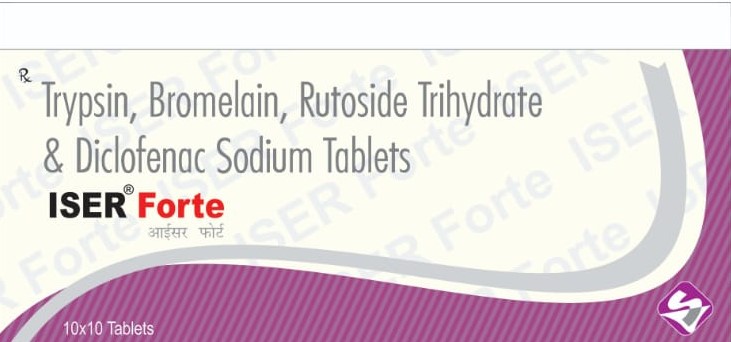 ℞
Trypsin, Bromelain, Rutoside Trihydrate
& Diclofenac Sodium Tablets
ISER® Forte
आईसर फोर्ट
10x10 Tablets